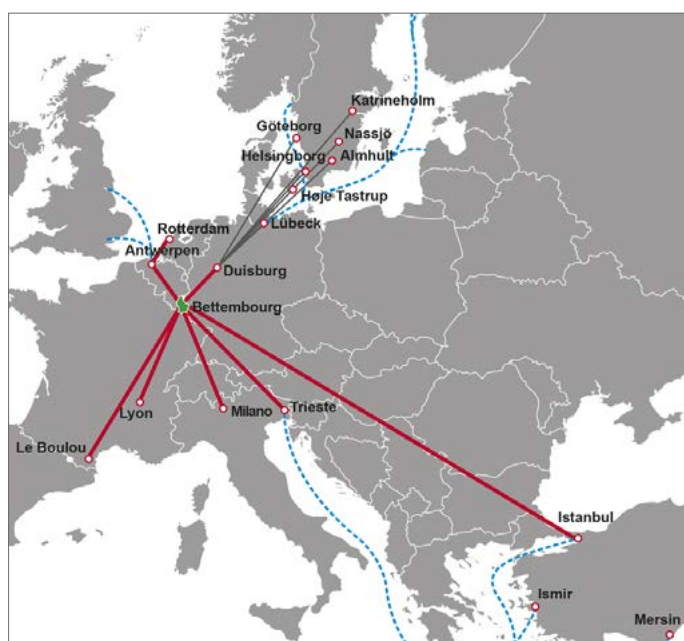 Katrineholm
Göteborg
Nassjö
Helsingborg
Almhult
Høje Tastrup
Rotterdam
Lübeck
Antwerpen
Duisburg
Bettembourg
Lyon
Milano
Trieste
Le Boulou
Istanbul
Ismir
Mersin